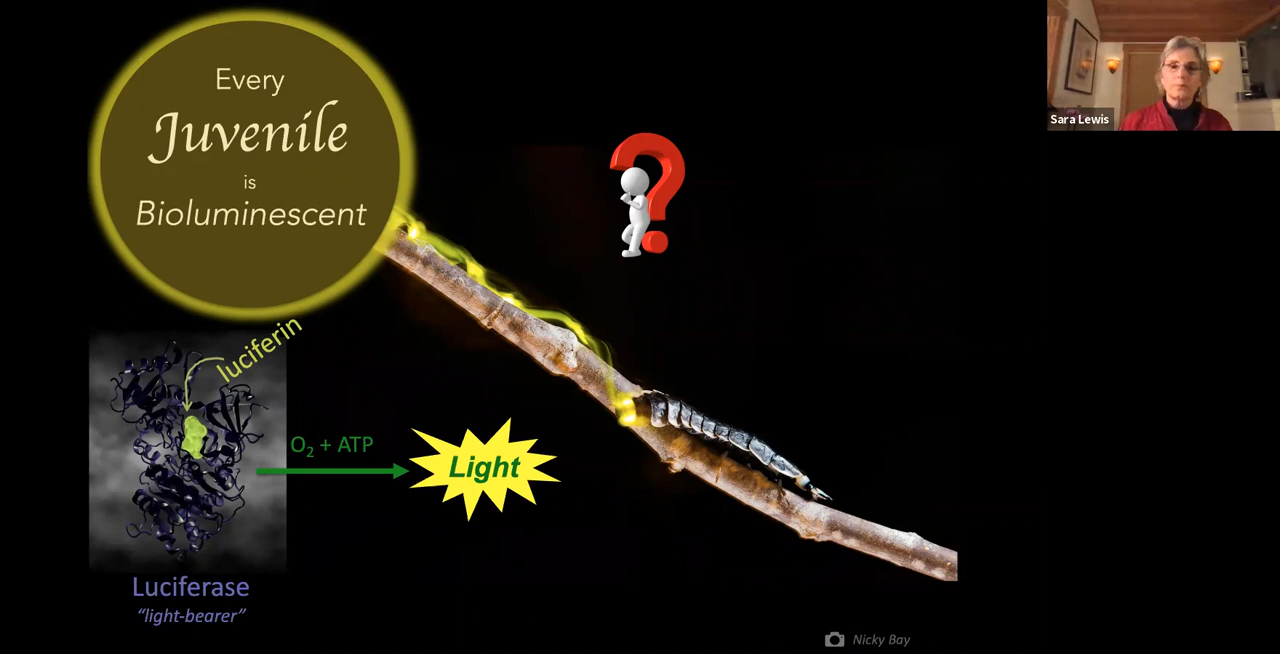 Every
Juvenile
is
Bioluminescent
luciferin
O₂ + ATP
Light
Luciferase
“light-bearer”
Nicky Bay
Sara Lewis